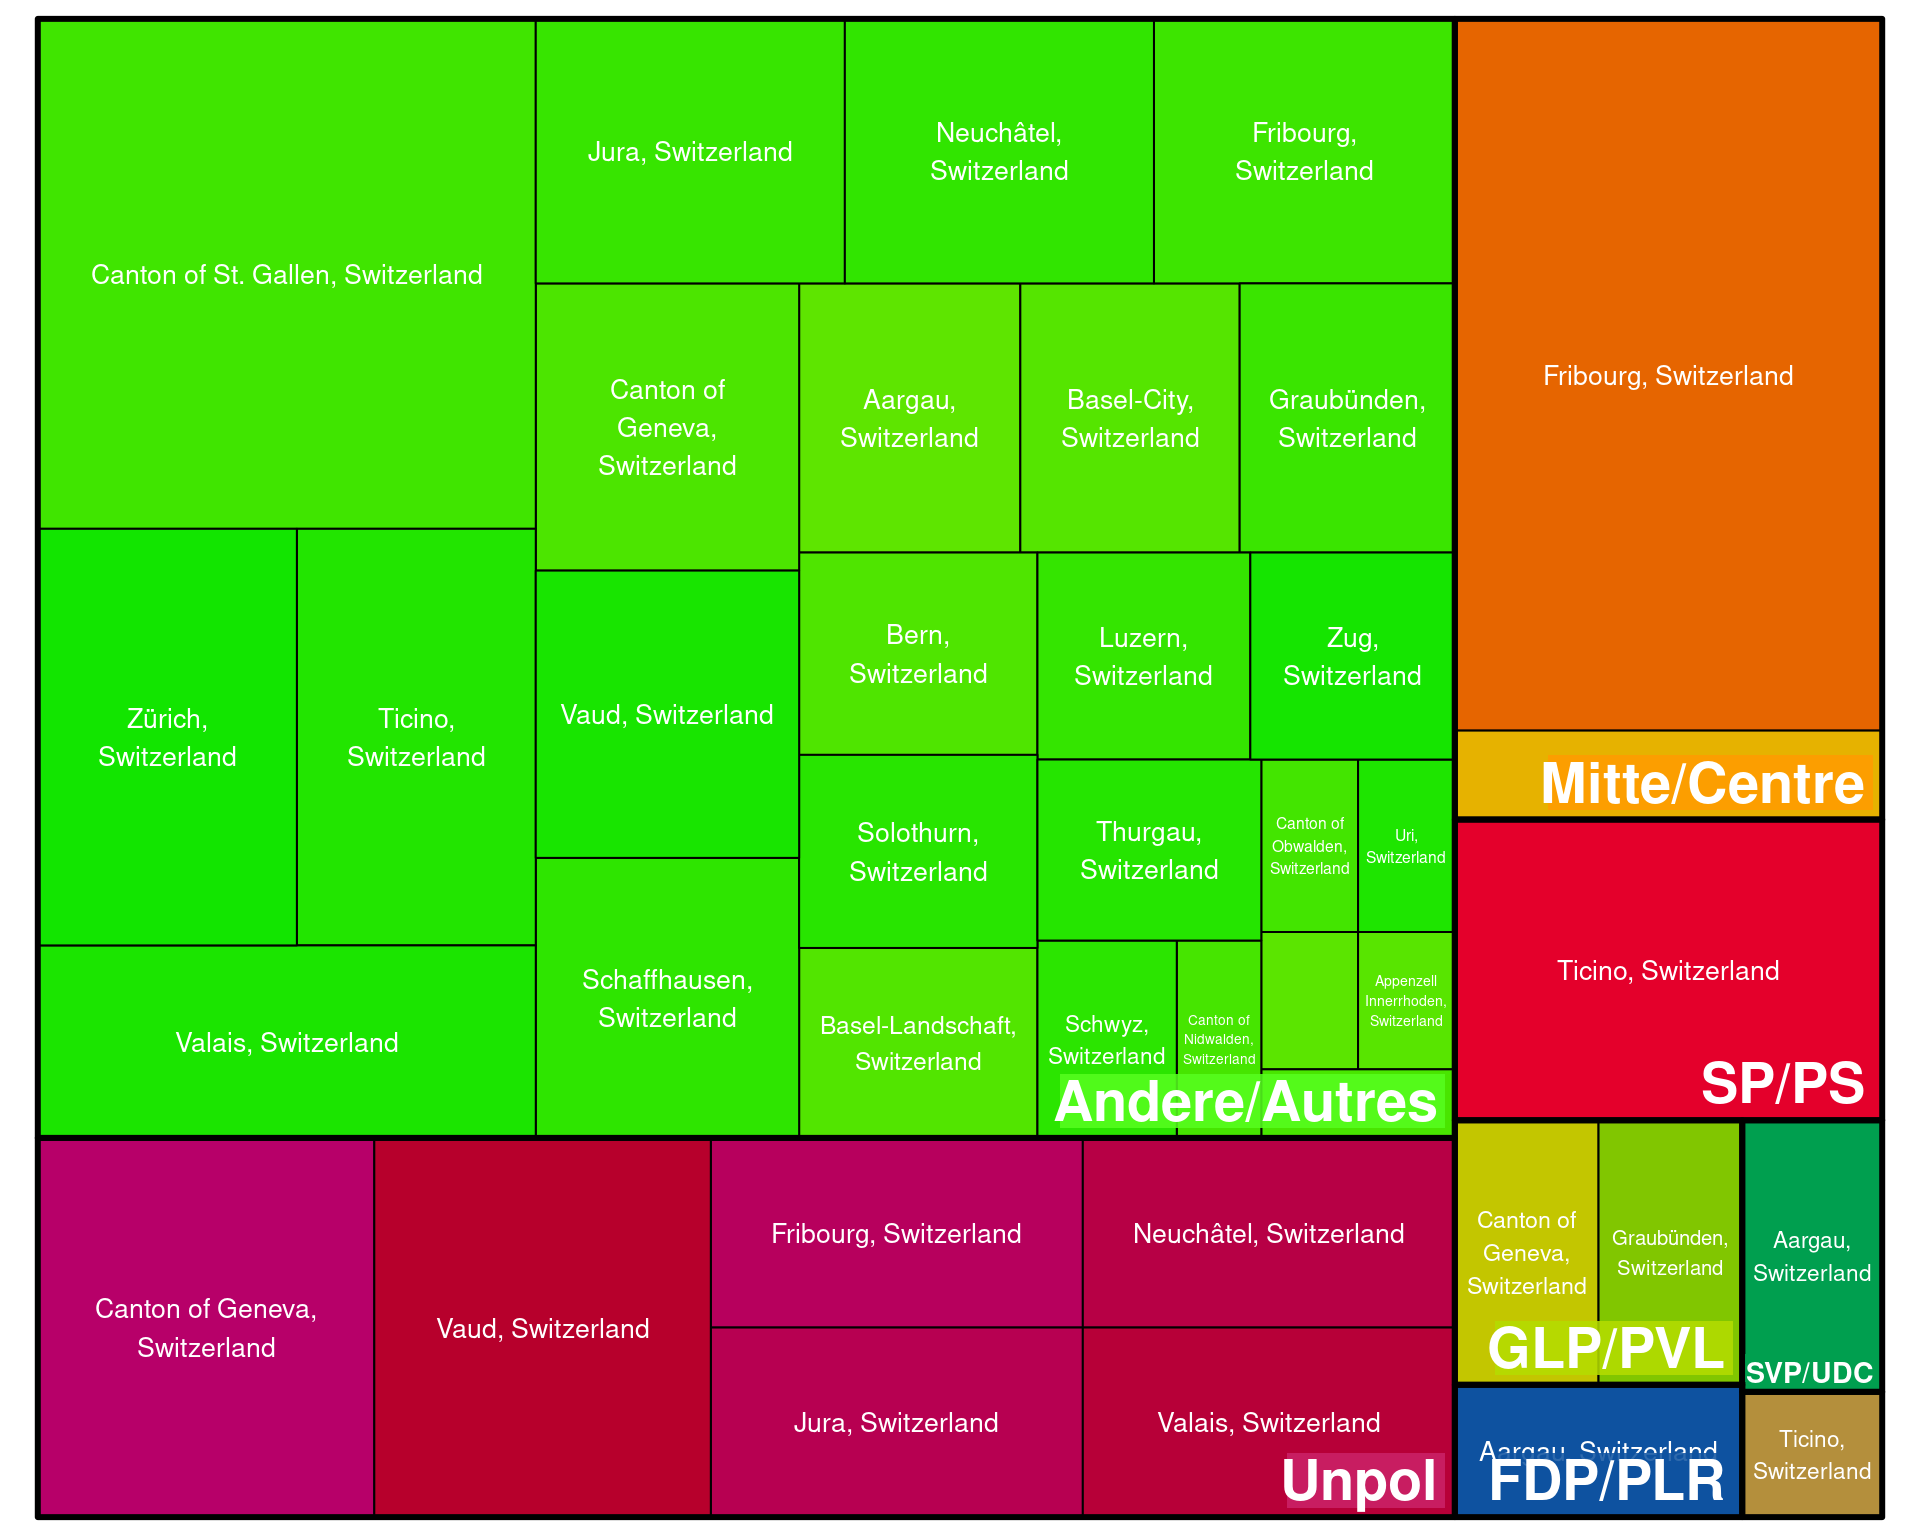 Canton of St. Gallen, Switzerland
Jura, Switzerland
Neuchâtel,
Switzerland
Fribourg,
Switzerland
Canton of
Geneva,
Switzerland
Aargau,
Switzerland
Basel-City,
Switzerland
Graubünden,
Switzerland
Zürich,
Switzerland
Ticino,
Switzerland
Vaud, Switzerland
Bern,
Switzerland
Luzern,
Switzerland
Zug,
Switzerland
Solothurn,
Switzerland
Thurgau,
Switzerland
Canton of
Obwalden,
Switzerland
Uri,
Switzerland
Valais, Switzerland
Schaffhausen,
Switzerland
Basel-Landschaft,
Switzerland
Schwyz,
Switzerland
Canton of
Nidwalden,
Switzerland
Appenzell
Innerrhoden,
Switzerland
Andere/Autres
Canton of Geneva,
Switzerland
Vaud, Switzerland
Fribourg, Switzerland
Neuchâtel, Switzerland
Jura, Switzerland
Valais, Switzerland
Unpol
Fribourg, Switzerland
Mitte/Centre
Ticino, Switzerland
SP/PS
Canton of
Geneva,
Switzerland
Graubünden,
Switzerland
GLP/PVL
Aargau,
Switzerland
SVP/UDC
Aargau, Switzerland
FDP/PLR
Ticino,
Switzerland